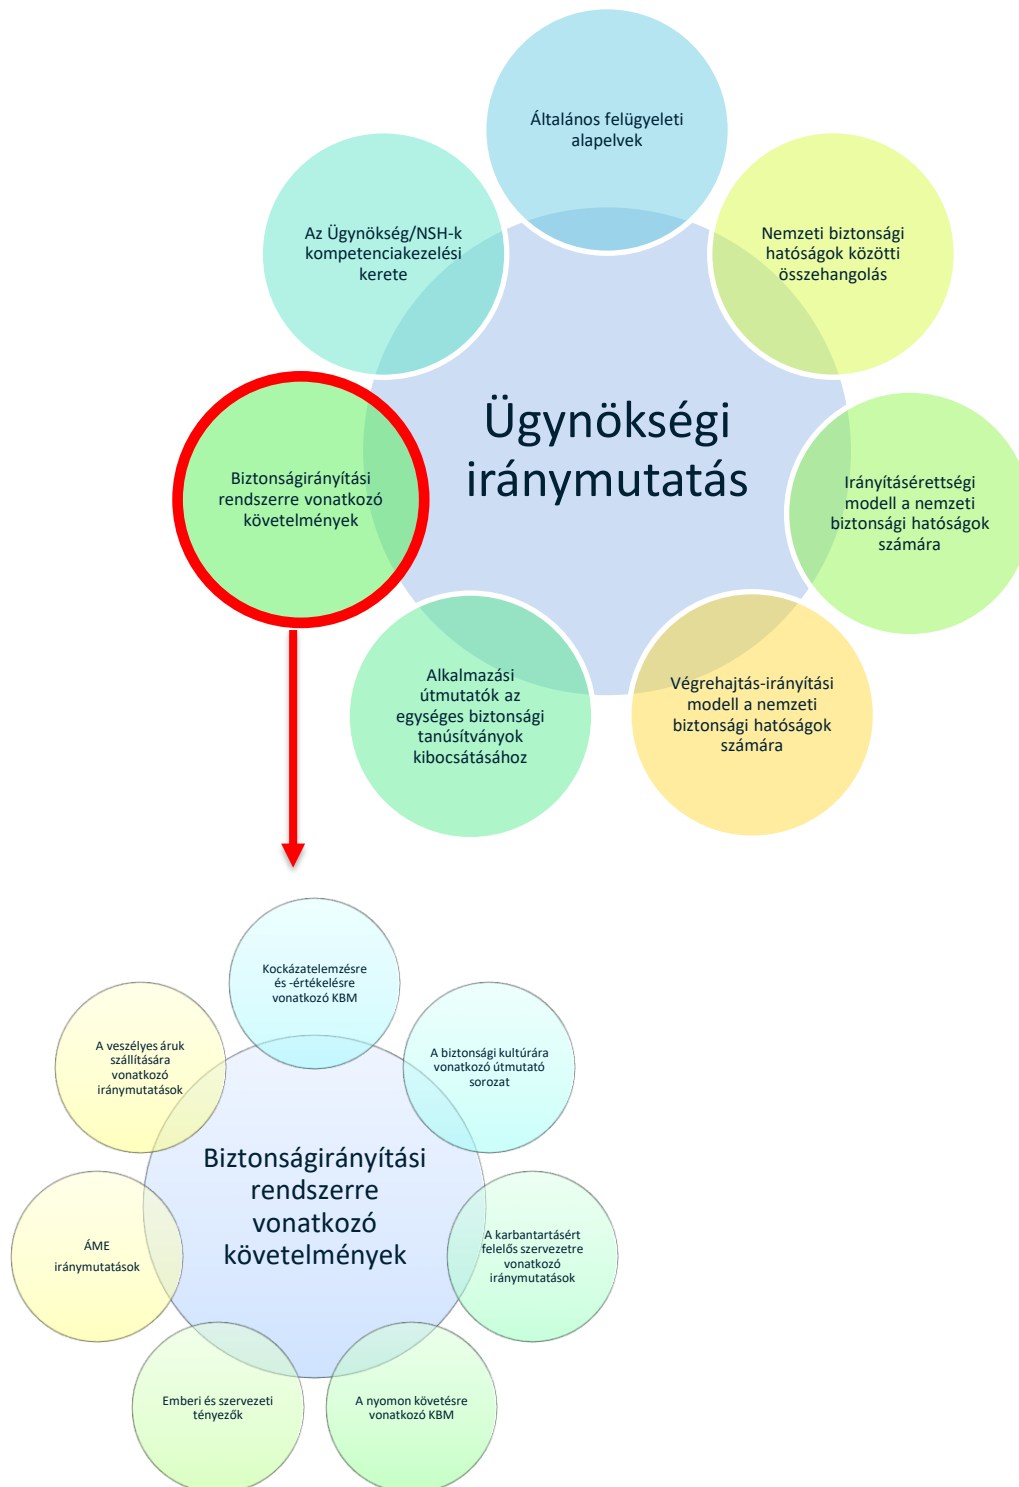 Általános felügyeleti
alapelvek
Az Ügynökség/NSH-k
kompetenciakezelési
kerete
Nemzeti biztonsági
hatóságok közötti
összehangolás
Ügynökségi
iránymutatás
Biztonságirányítási
rendszerre vonatkozó
követelmények
Irányításérettségi
modell a nemzeti
biztonsági hatóságok
számára
Alkalmazási
útmutatók az
egységes biztonsági
tanúsítványok
kibocsátásához
Végrehajtás-irányítási
modell a nemzeti
biztonsági hatóságok
számára
Kockázatelemzésre
és -értékelésre
vonatkozó KBM
A veszélyes áruk
szállítására
vonatkozó
iránymutatások
A biztonsági kultúrára
vonatkozó útmutató
sorozat
Biztonságirányítási
rendszerre
vonatkozó
követelmények
ÁME
iránymutatások
A karbantartásért
felelős szervezetre
vonatkozó
iránymutatások
Emberi és szervezeti
tényezők
A nyomon követésre
vonatkozó KBM